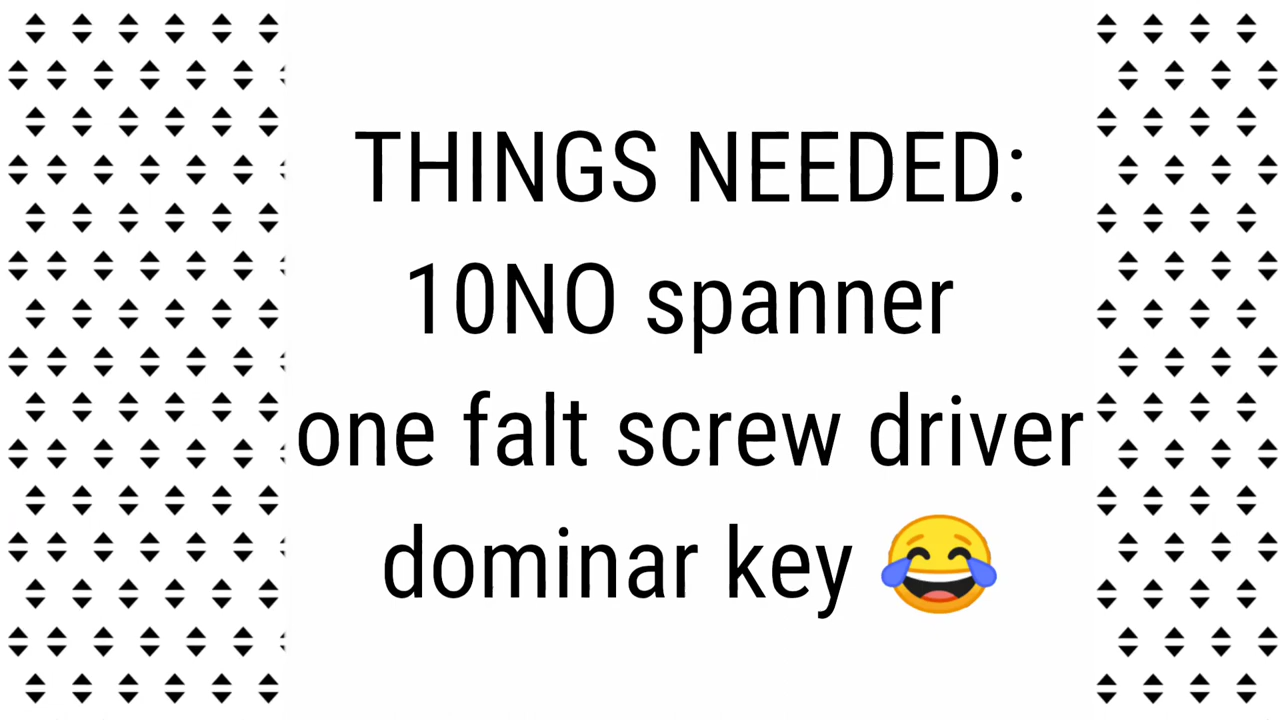 THINGS NEEDED:
10NO spanner
one falt screw driver
dominar key 😂